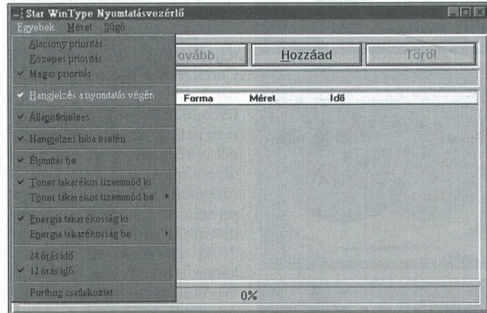 Star WinType Nyomtatásvezérlő
Egyebek Méret Súgó
Alacsony prioritás
Közepes prioritás
Magas prioritás
Hangjelzés a nyomtatás végén
Állapotkijelzés
Hangjelzés hiba esetén
Élsimítás be
Toner takarékos üzemmód ki
Toner takarékos üzemmód be
Energia takarékosság ki
Energia takarékosság be
24 órás idő
12 órás idő
Porthoz csatlakoztat
ovább Hozzáad Töröl
Forma Méret Idő
0%